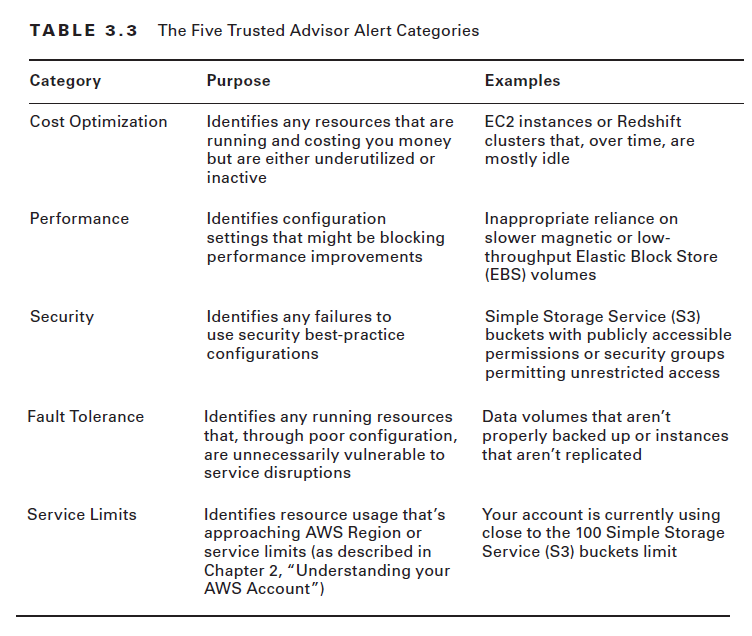 TABLE 3.3 The Five Trusted Advisor Alert Categories
Category Purpose Examples
Cost Optimization Identifies any resources that are EC2 instances or Redshift
running and costing you money clusters that, over time, are
but are either underutilized or mostly idle
inactive
Performance Identifies configuration Inappropriate reliance on
settings that might be blocking slower magnetic or low-
performance improvements throughput Elastic Block Store
(EBS) volumes
Security Identifies any failures to Simple Storage Service (S3)
use security best-practice buckets with publicly accessible
configurations permissions or security groups
permitting unrestricted access
Fault Tolerance Identifies any running resources Data volumes that aren’t
that, through poor configuration, properly backed up or instances
are unnecessarily vulnerable to that aren’t replicated
service disruptions
Service Limits Identifies resource usage that’s Your account is currently using
approaching AWS Region or close to the 100 Simple Storage
service limits (as described in Service (S3) buckets limit
Chapter 2, “Understanding your
AWS Account”)